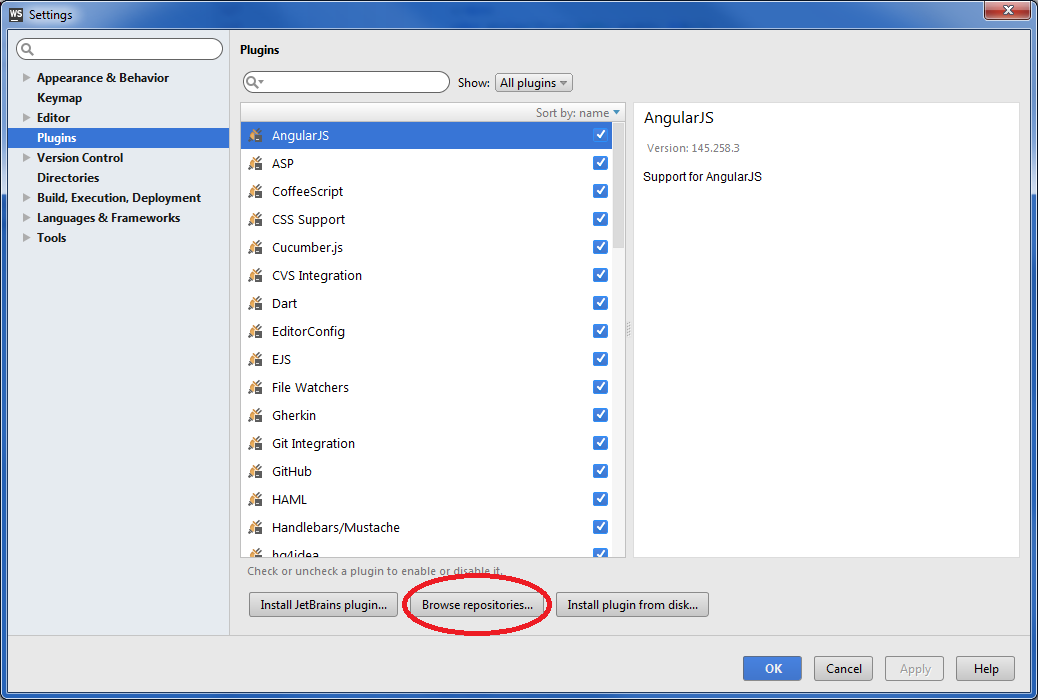 WS Settings
Appearance & Behavior
Keymap
Editor
Plugins
Version Control
Directories
Build, Execution, Deployment
Languages & Frameworks
Tools
Plugins
Show: All plugins
Sort by: name
AngularJS
ASP
CoffeeScript
CSS Support
Cucumber.js
CVS Integration
Dart
EditorConfig
EJS
File Watchers
Gherkin
Git Integration
GitHub
HAML
Handlebars/Mustache
hg4idea
Check or uncheck a plugin to enable or disable it.
Install JetBrains plugin...
Browse repositories...
Install plugin from disk...
AngularJS
Version: 145.258.3
Support for AngularJS
OK
Cancel
Apply
Help